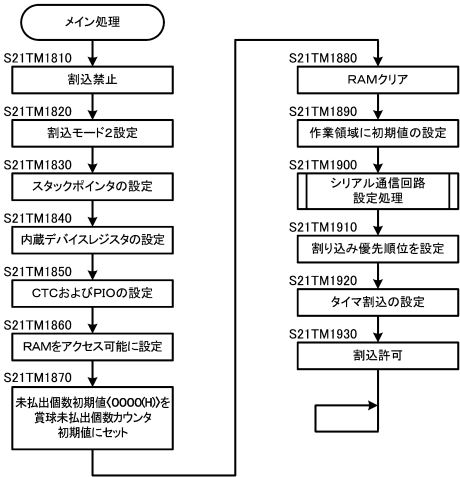 メイン処理
S21TM1810
割込禁止
S21TM1820
割込モード2設定
S21TM1830
スタックポインタの設定
S21TM1840
内蔵デバイスレジスタの設定
S21TM1850
CTCおよびPIOの設定
S21TM1860
RAMをアクセス可能に設定
S21TM1870
未払出個数初期値〈0000(H)〉を
賞球未払出個数カウンタ
初期値にセット
S21TM1880
RAMクリア
S21TM1890
作業領域に初期値の設定
S21TM1900
シリアル通信回路
設定処理
S21TM1910
割り込み優先順位を設定
S21TM1920
タイマ割込の設定
S21TM1930
割込許可